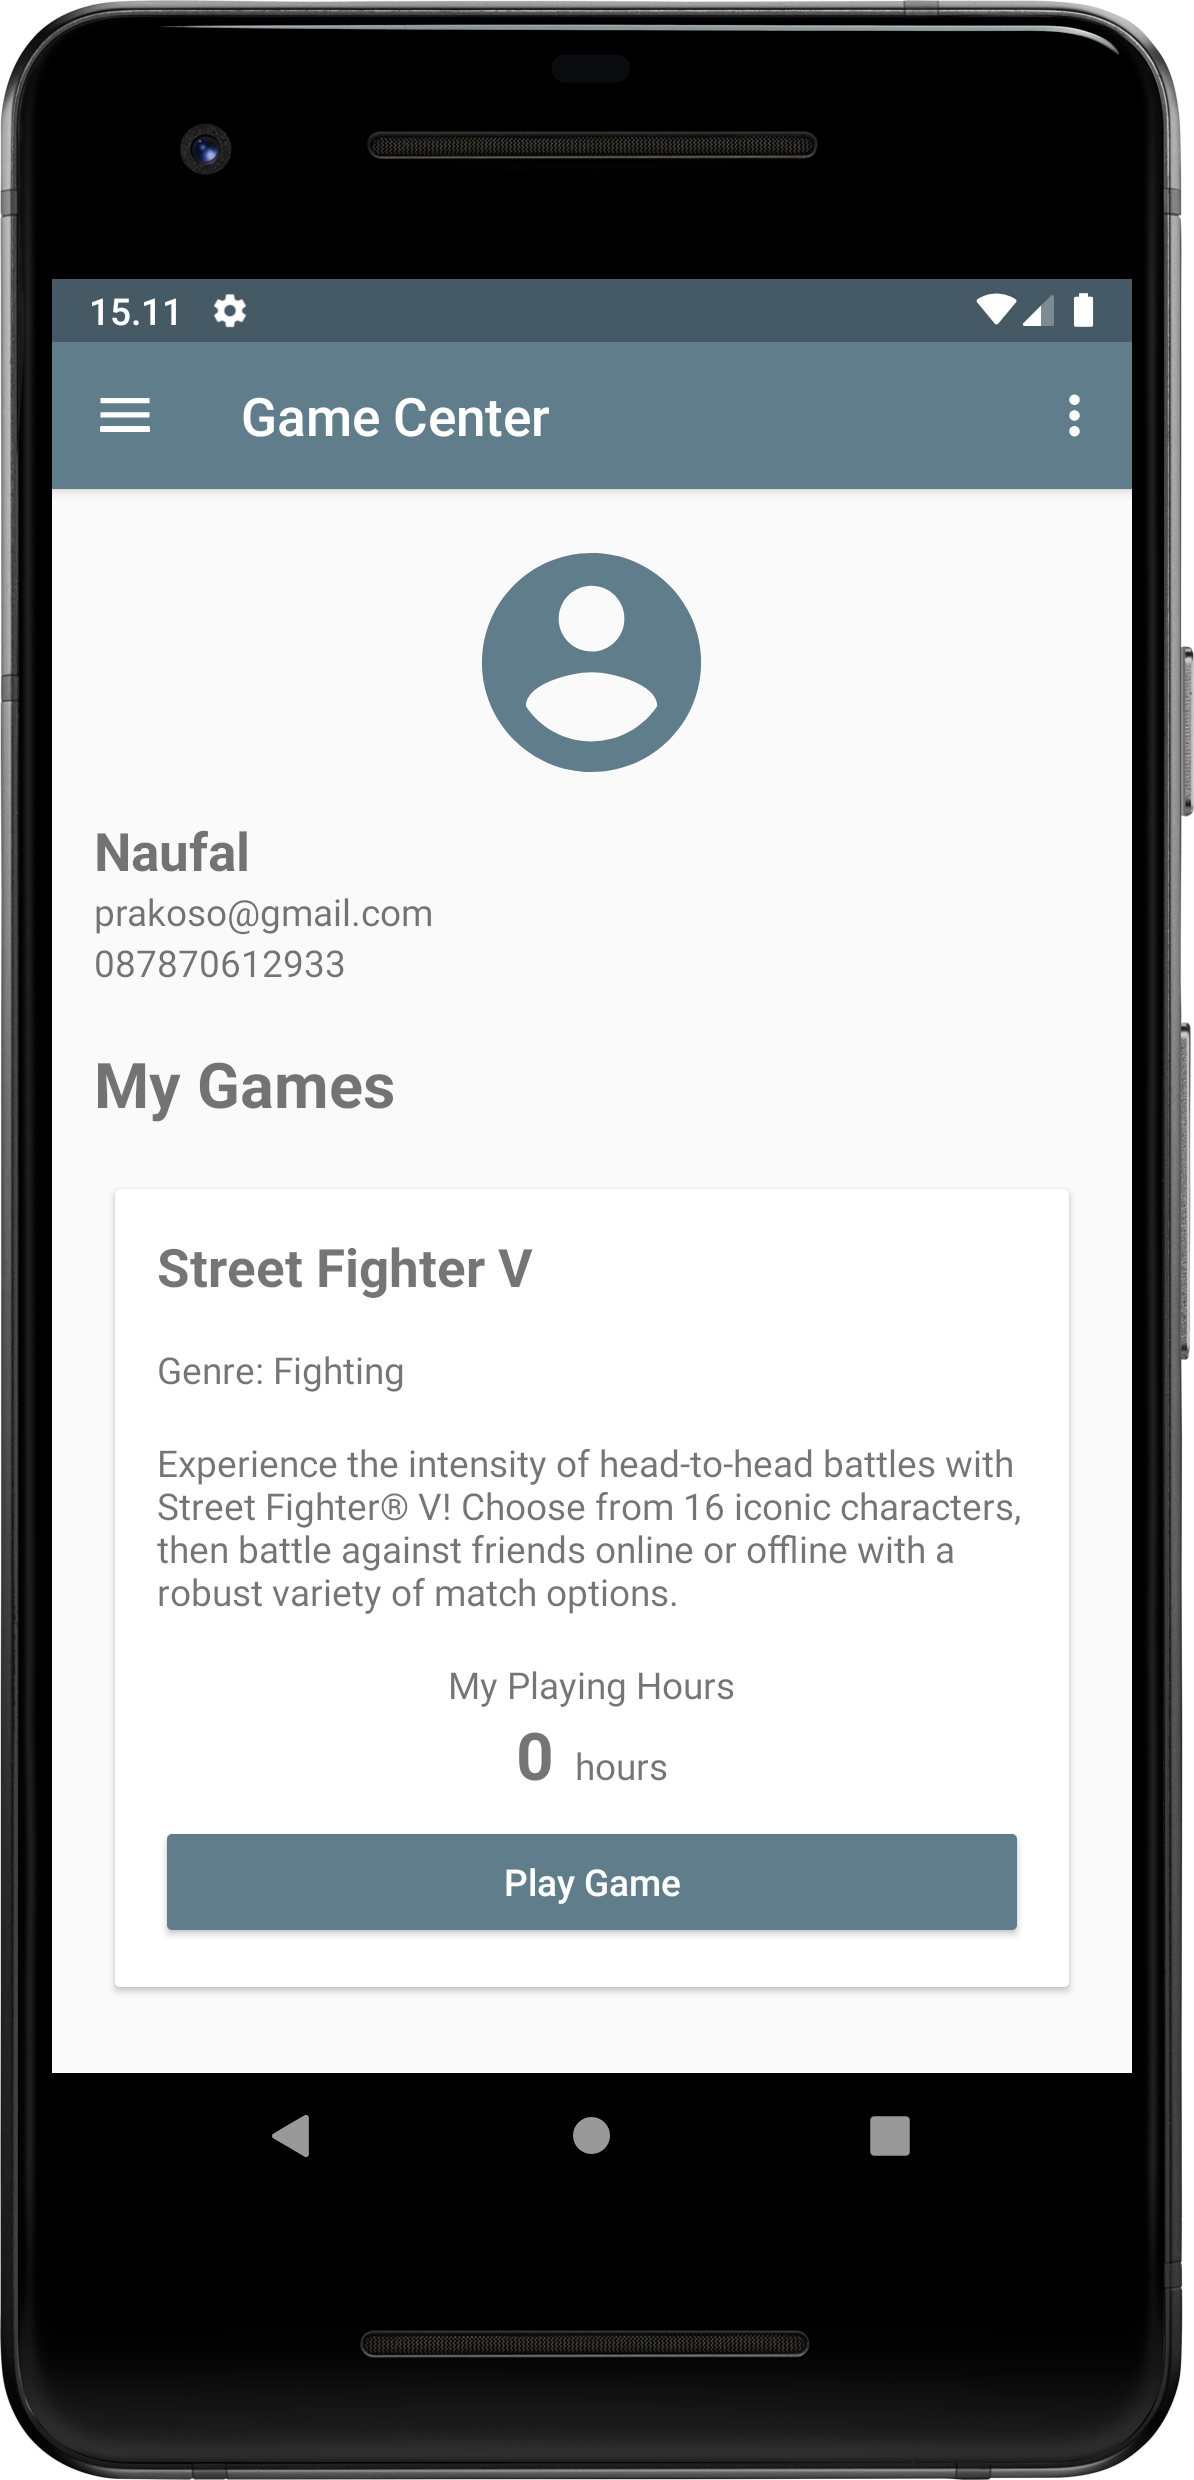 15.11
Game Center
Naufal
prakoso@gmail.com
087870612933
My Games
Street Fighter V
Genre: Fighting
Experience the intensity of head-to-head battles with
Street Fighter® V! Choose from 16 iconic characters,
then battle against friends online or offline with a
robust variety of match options.
My Playing Hours
0 hours
Play Game